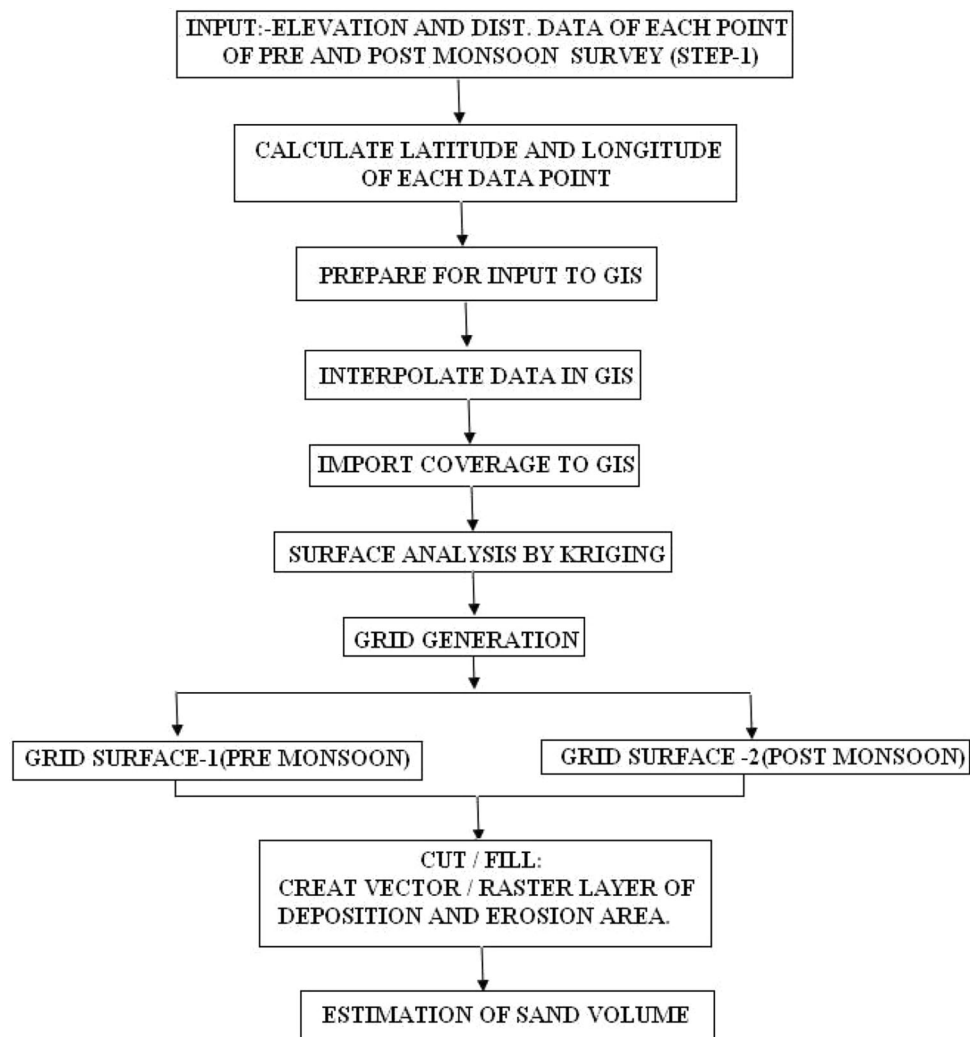 INPUT:-ELEVATION AND DIST. DATA OF EACH POINT
OF PRE AND POST MONSOON SURVEY (STEP-1)
CALCULATE LATITUDE AND LONGITUDE
OF EACH DATA POINT
PREPARE FOR INPUT TO GIS
INTERPOLATE DATA IN GIS
IMPORT COVERAGE TO GIS
SURFACE ANALYSIS BY KRIGING
GRID GENERATION
GRID SURFACE-1(PRE MONSOON)
GRID SURFACE -2(POST MONSOON)
CUT / FILL:
CREAT VECTOR / RASTER LAYER OF
DEPOSITION AND EROSION AREA.
ESTIMATION OF SAND VOLUME